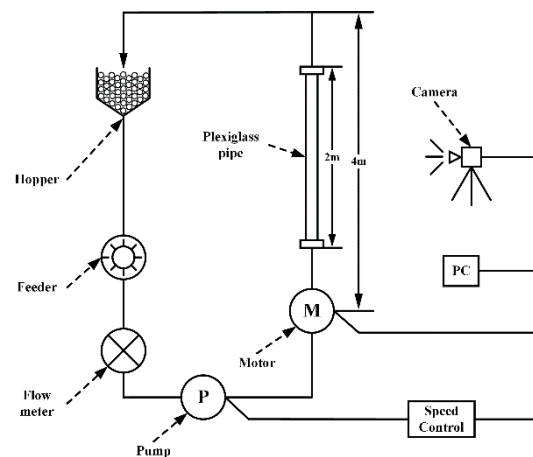 Hopper
Feeder
Flow
meter
P
Pump
Plexiglass
pipe
2m
4m
M
Motor
Camera
PC
Speed
Control